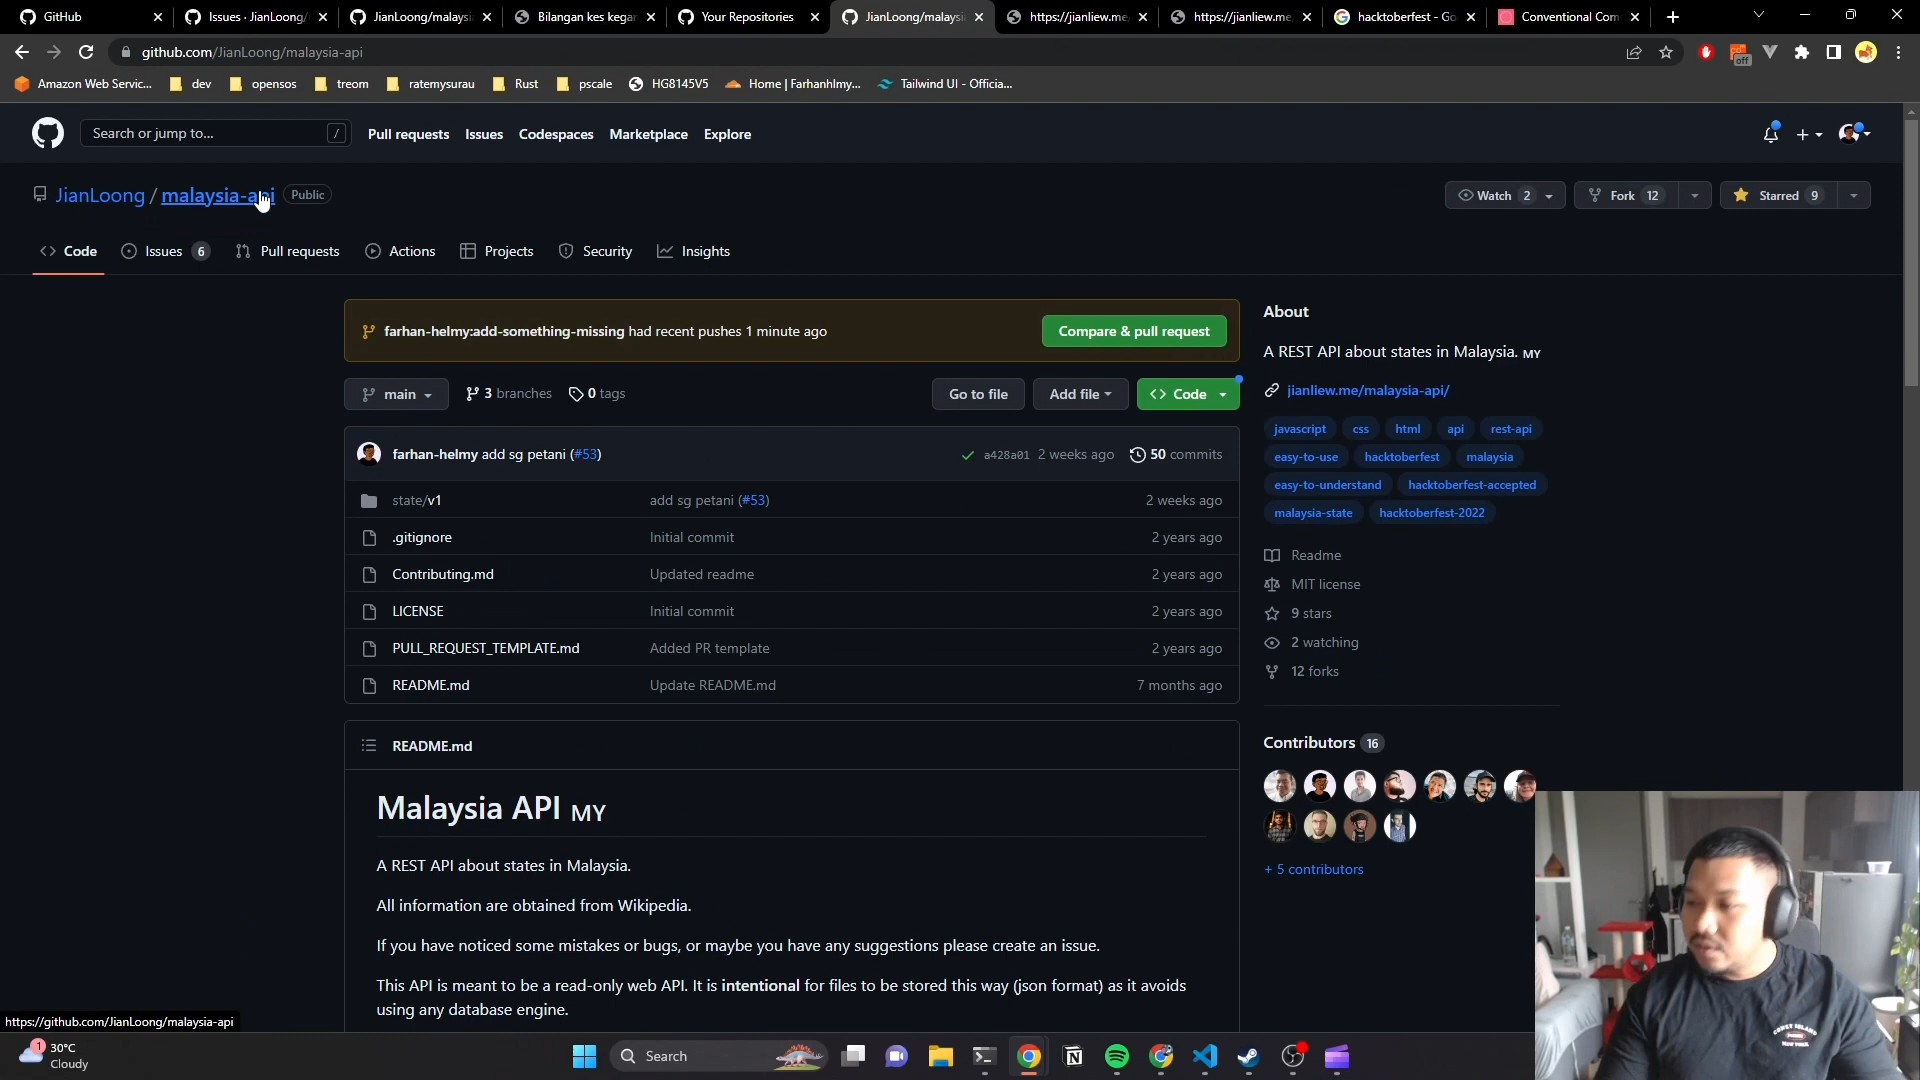 GitHub
Issues · JianLoong/
JianLoong/malaysi
Bilangan kes kegan
Your Repositories
JianLoong/malaysi
https://jianliew.me
https://jianliew.me
hacktoberfest - Go
Conventional Com
github.com/JianLoong/malaysia-api
off
Amazon Web Servic...
dev
opensos
treom
ratemysurau
Rust
pscale
HG8145V5
Home | Farhanhlmy...
Tailwind UI - Officia...
Search or jump to...
/
Pull requests
Issues
Codespaces
Marketplace
Explore
JianLoong / malaysia-api
Public
Watch 2
Fork 12
Starred 9
Code
Issues 6
Pull requests
Actions
Projects
Security
Insights
farhan-helmy:add-something-missing had recent pushes 1 minute ago
Compare & pull request
main
3 branches
0 tags
Go to file
Add file
Code
farhan-helmy add sg petani (#53)
a428a01 2 weeks ago
50 commits
state/v1
add sg petani (#53)
2 weeks ago
.gitignore
Initial commit
2 years ago
Contributing.md
Updated readme
2 years ago
LICENSE
Initial commit
2 years ago
PULL_REQUEST_TEMPLATE.md
Added PR template
2 years ago
README.md
Update README.md
7 months ago
README.md
Malaysia API MY
A REST API about states in Malaysia.
All information are obtained from Wikipedia.
If you have noticed some mistakes or bugs, or maybe you have any suggestions please create an issue.
This API is meant to be a read-only web API. It is intentional for files to be stored this way (json format) as it avoids
using any database engine.
About
A REST API about states in Malaysia. MY
jianliew.me/malaysia-api/
javascript css html api rest-api
easy-to-use hacktoberfest malaysia
easy-to-understand hacktoberfest-accepted
malaysia-state hacktoberfest-2022
Readme
MIT license
9 stars
2 watching
12 forks
Contributors 16
+ 5 contributors
CONEY ISLAND
NEW YORK
https://github.com/JianLoong/malaysia-api
1
30°C
Cloudy
Search